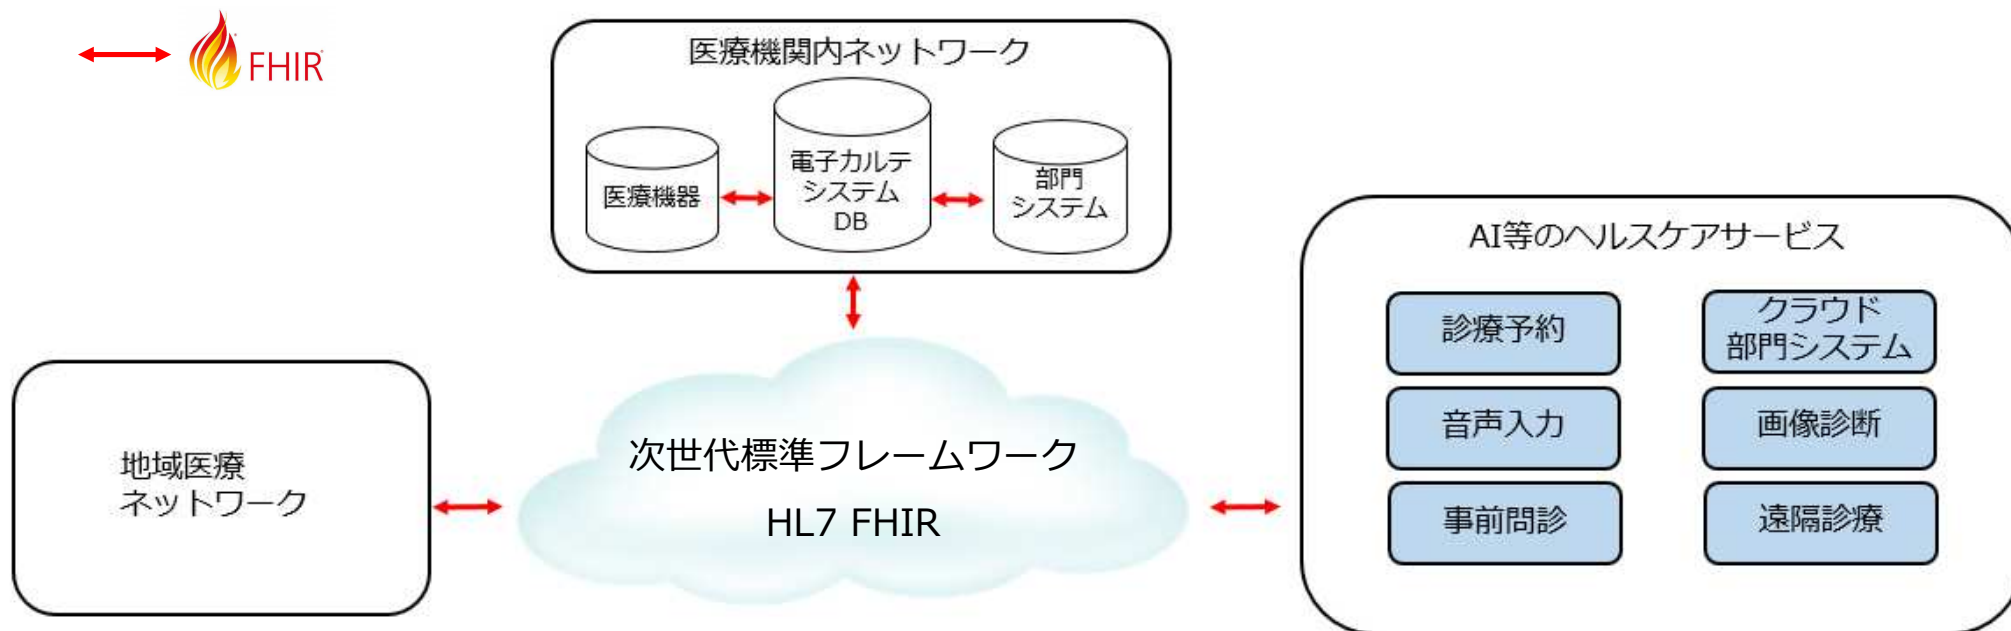 FHIR
医療機関内ネットワーク
医療機器
電子カルテ
システム
DB
部門
システム
地域医療
ネットワーク
次世代標準フレームワーク
HL7 FHIR
AI等のヘルスケアサービス
診療予約
クラウド
部門システム
音声入力
画像診断
事前問診
遠隔診療